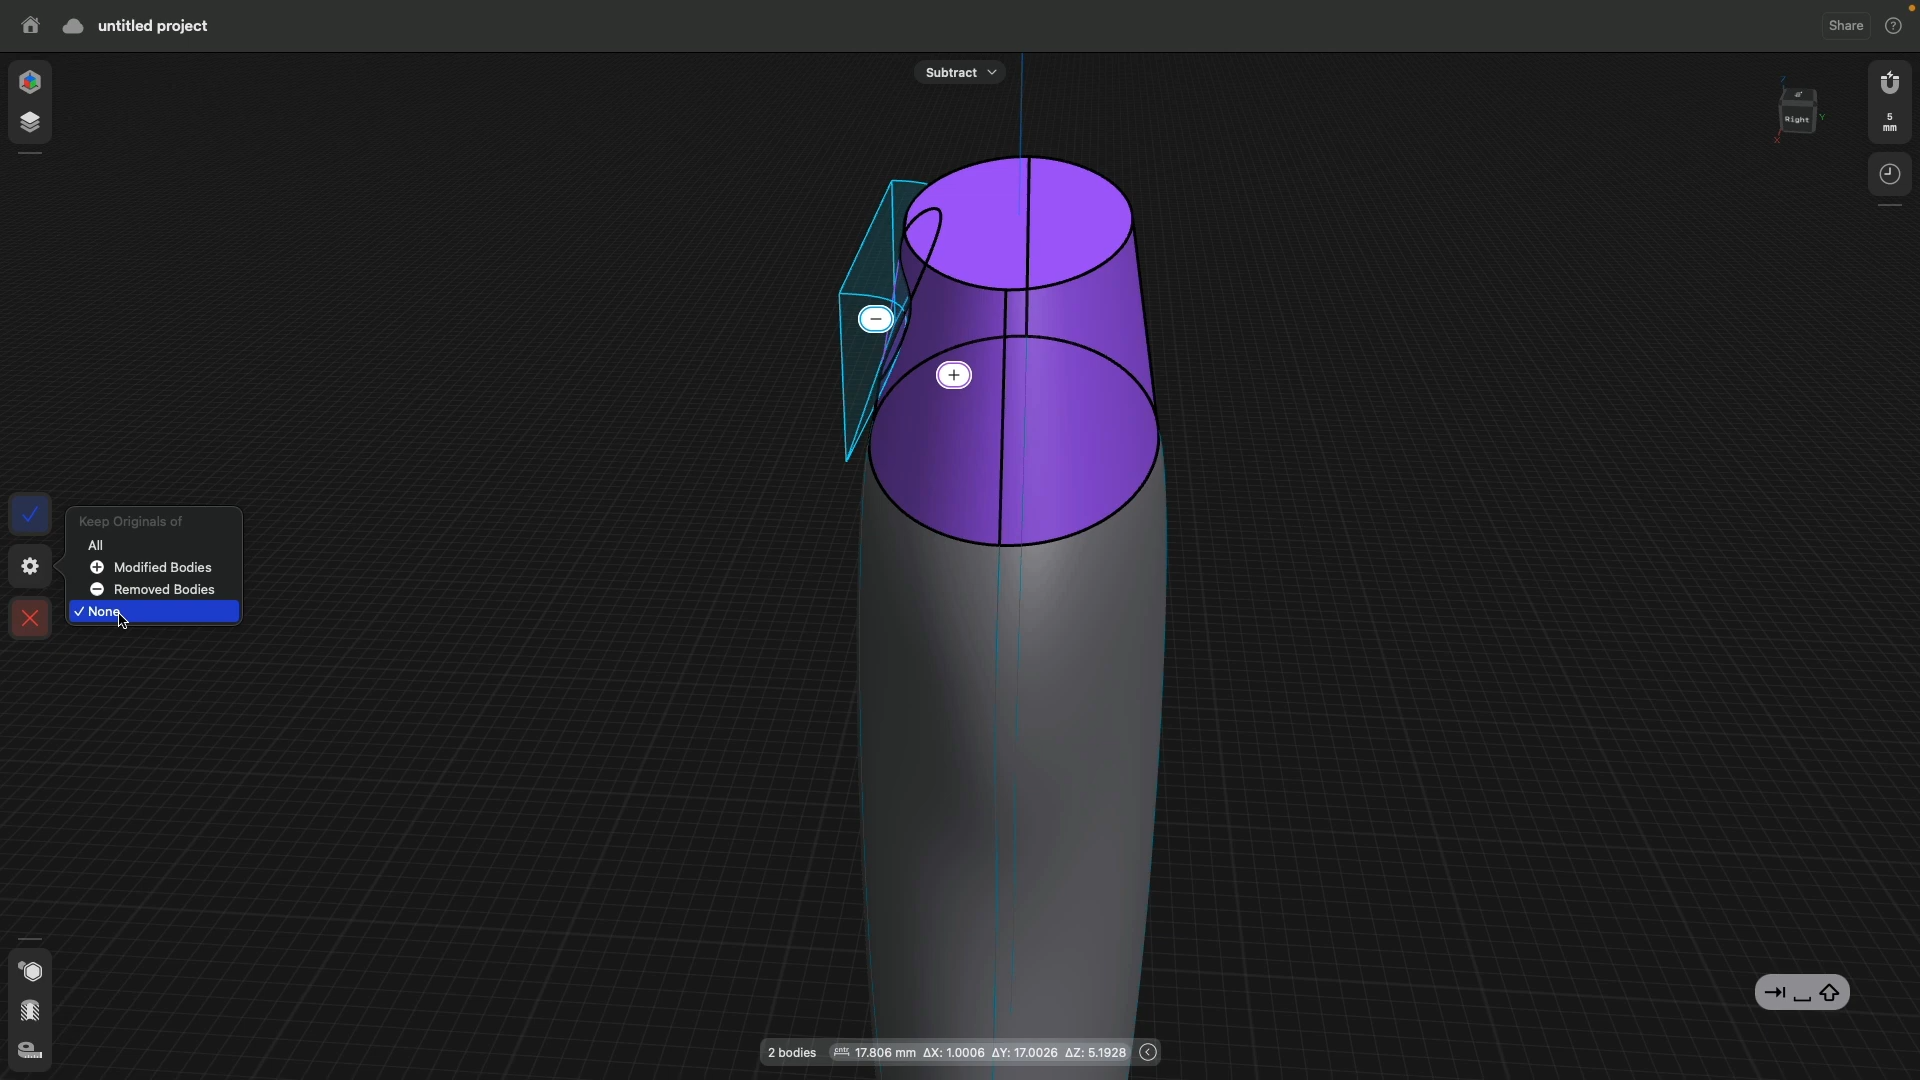 untitled project
Share
Subtract
Z
Right
Y
X
5
mm
Keep Originals of
All
Modified Bodies
Removed Bodies
None
2 bodies cntr 17.806 mm ΔX: 1.0006 ΔY: 17.0026 ΔZ: 5.1928